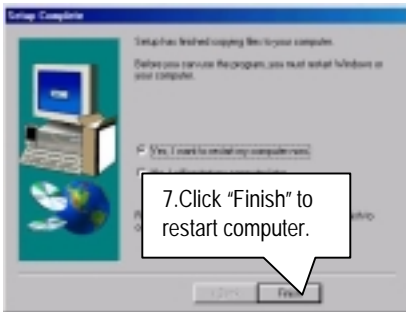 Setup Complete
Setup has finished copying files to your computer.
Before you can use the program, you must restart Windows or
your computer.
Yes, I want to restart my computer now.
7.Click “Finish” to
restart computer.
Finish